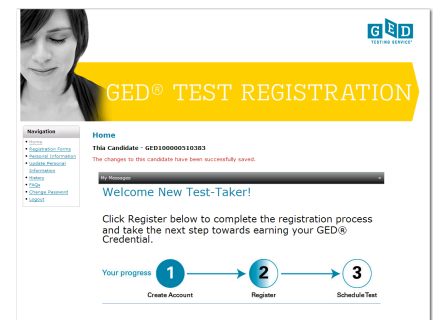 GED
TESTING SERVICE®
GED® TEST REGISTRATION
Navigation
Home
Registration Forms
Personal Information
Update Personal
Information
History
FAQs
Change Password
Logout
Home
Thia Candidate - GED100000510383
The changes to this candidate have been successfully saved.
My Messages
Welcome New Test-Taker!
Click Register below to complete the registration process
and take the next step towards earning your GED®
Credential.
Your progress 1 2 3
Create Account Register Schedule Test